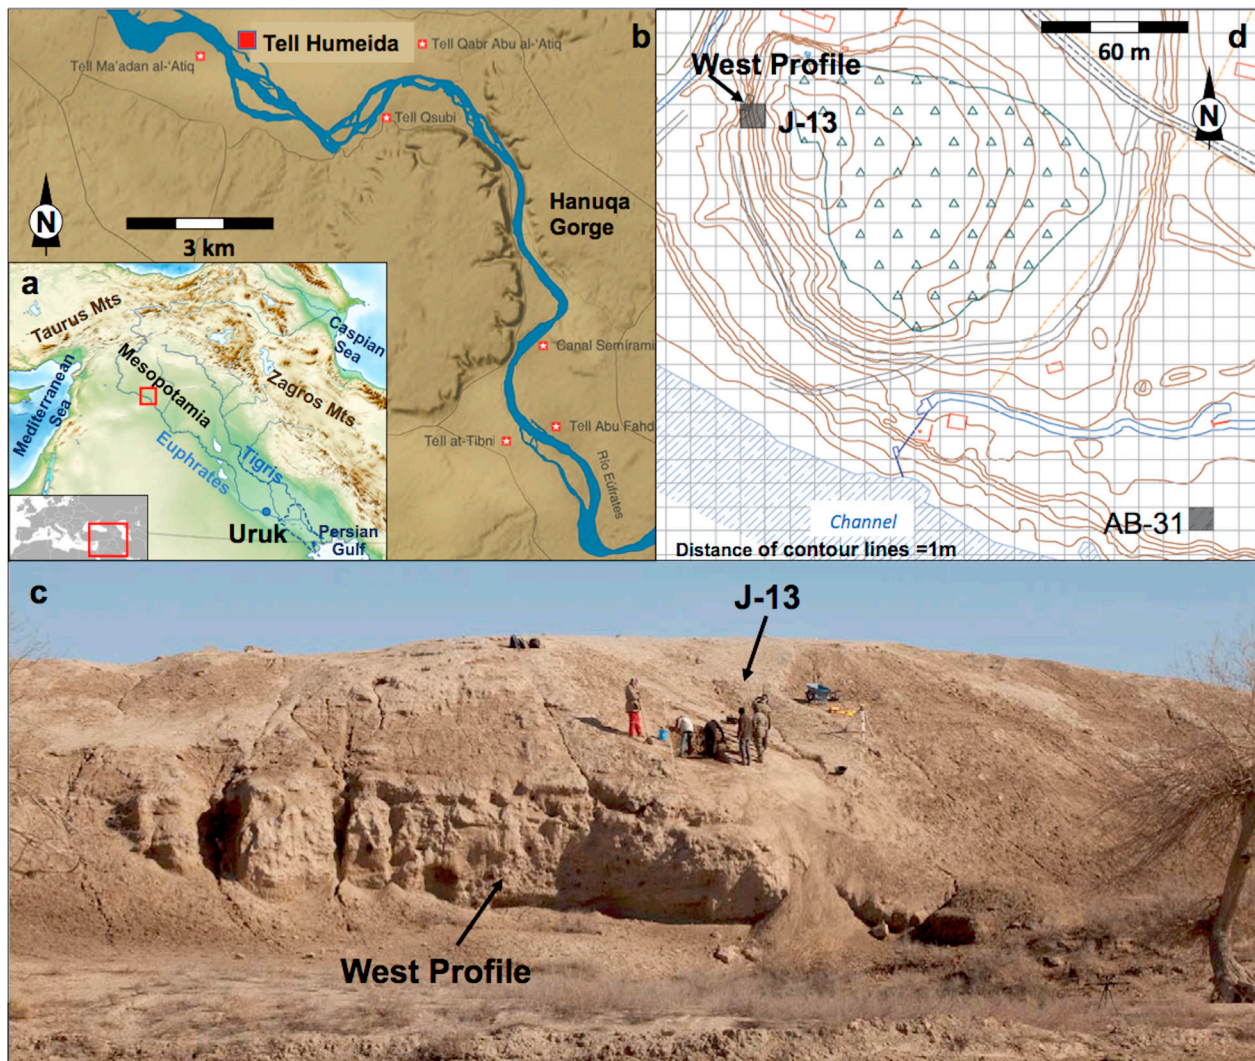 b
Tell Humeida
Tell Qabr Abu al-'Atiq
Tell Ma'adan al-'Atiq
Tell Qsubi
N
3 km
Hanuqa
Gorge
Canal Semirami
Tell Abu Fahd
Tell at-Tibni
Río Eúfrates
a
Taurus Mts
Caspian
Sea
Mesopotamia
Zagros Mts
Mediterranean
Sea
Euphrates
Tigris
Uruk
Persian
Gulf
d
60 m
West Profile
J-13
N
Channel
AB-31
Distance of contour lines =1m
c
J-13
West Profile